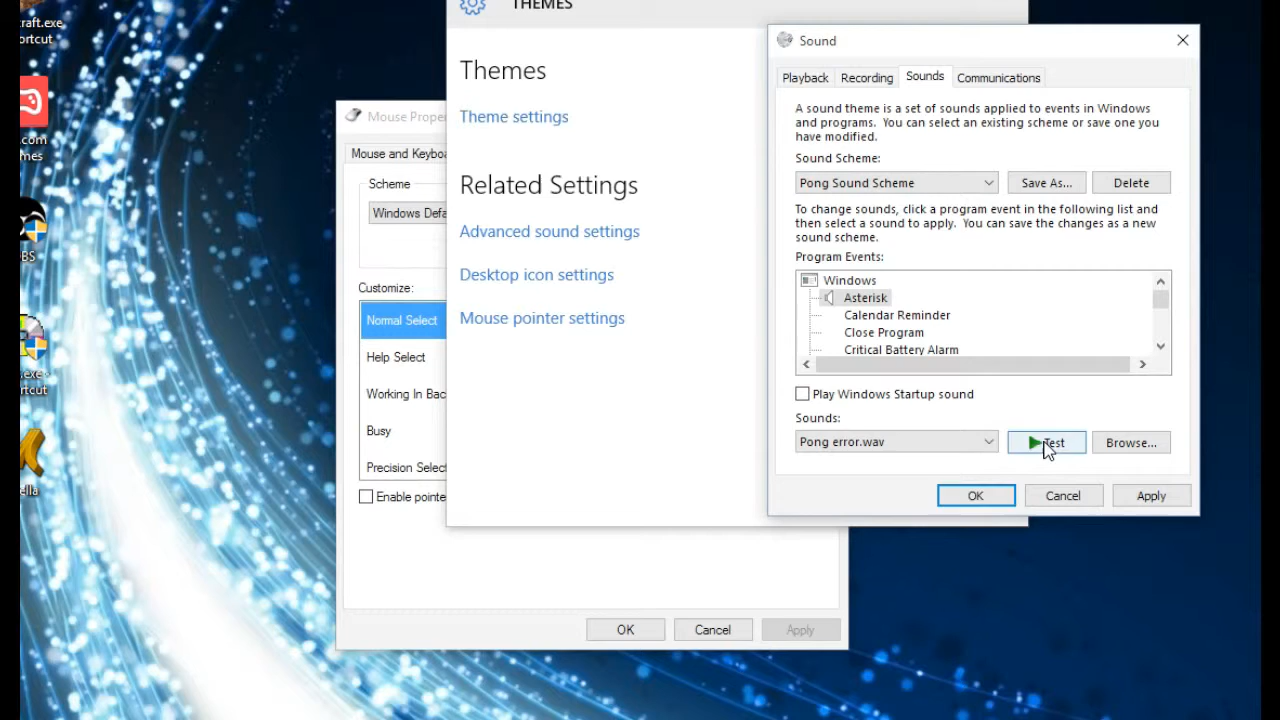 craft.exe
ortcut
.com
mes
BS
.exe -
ortcut
ella
Mouse Proper
Mouse and Keyboa
Scheme
Windows Defa
Customize:
Normal Select
Help Select
Working In Bac
Busy
Precision Select
Enable pointe
OK
Cancel
Apply
THEMES
Themes
Theme settings
Related Settings
Advanced sound settings
Desktop icon settings
Mouse pointer settings
Sound
Playback Recording Sounds Communications
A sound theme is a set of sounds applied to events in Windows
and programs. You can select an existing scheme or save one you
have modified.
Sound Scheme:
Pong Sound Scheme
Save As...
Delete
To change sounds, click a program event in the following list and
then select a sound to apply. You can save the changes as a new
sound scheme.
Program Events:
Windows
Asterisk
Calendar Reminder
Close Program
Critical Battery Alarm
Play Windows Startup sound
Sounds:
Pong error.wav
Test
Browse...
OK
Cancel
Apply